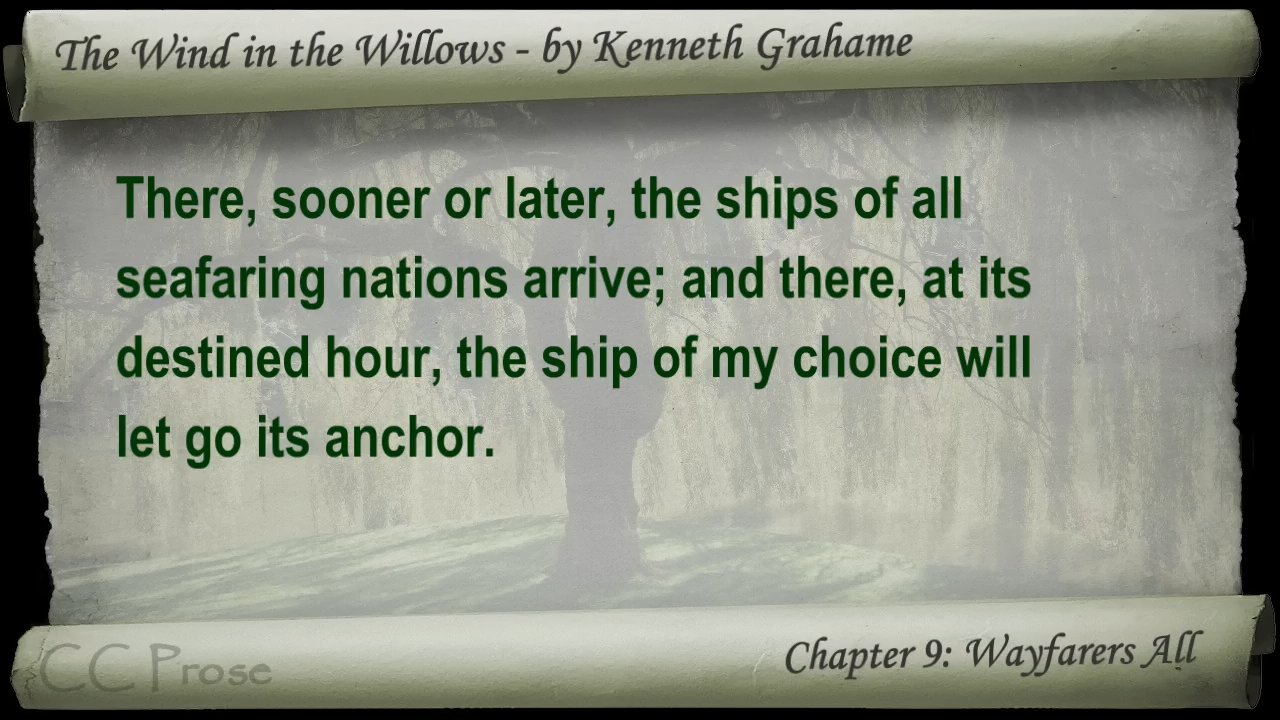 The Wind in the Willows - by Kenneth Grahame
There, sooner or later, the ships of all
seafaring nations arrive; and there, at its
destined hour, the ship of my choice will
let go its anchor.
CC Prose
Chapter 9: Wayfarers All